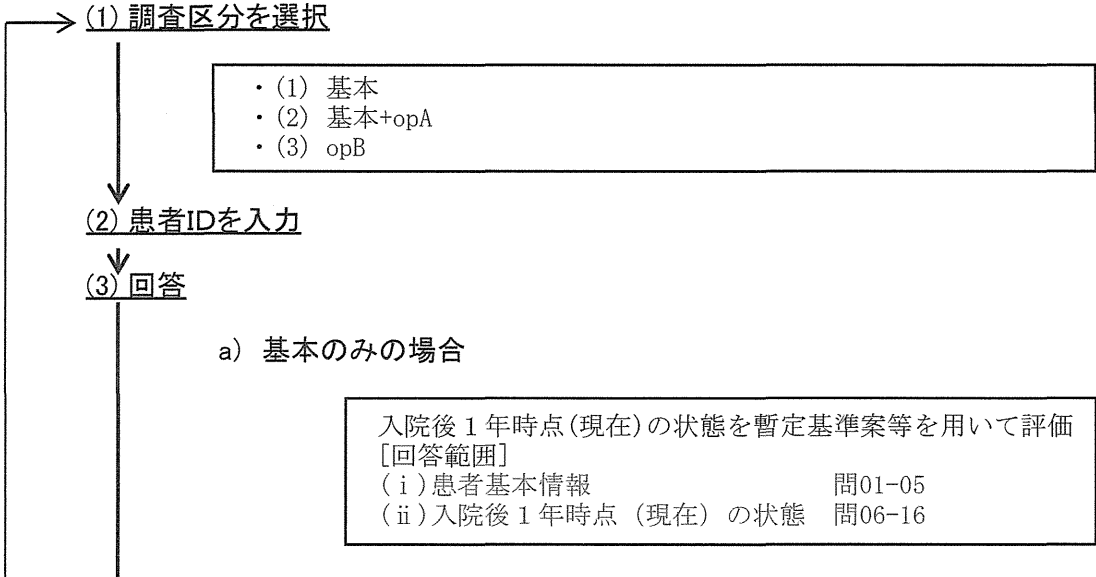 (1) 調査区分を選択
・(1) 基本
・(2) 基本+opA
・(3) opB
(2) 患者IDを入力
(3) 回答
a) 基本のみの場合
入院後1年時点(現在)の状態を暫定基準案等を用いて評価
[回答範囲]
(ⅰ)患者基本情報 問01-05
(ⅱ)入院後1年時点(現在)の状態 問06-16